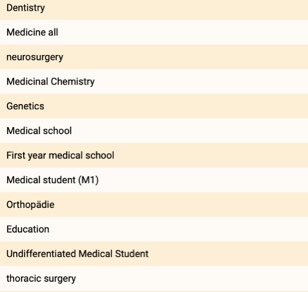 Dentistry
Medicine all
neurosurgery
Medicinal Chemistry
Genetics
Medical school
First year medical school
Medical student (M1)
Orthopädie
Education
Undifferentiated Medical Student
thoracic surgery